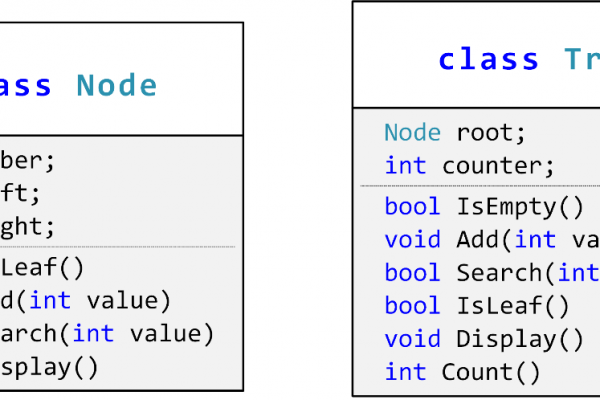 ass Node
ber;
ft;
ght;
Leaf()
d(int value)
arch(int value)
splay()
class Tr
Node root;
int counter;
bool IsEmpty()
void Add(int va
bool Search(int
bool IsLeaf()
void Display()
int Count()